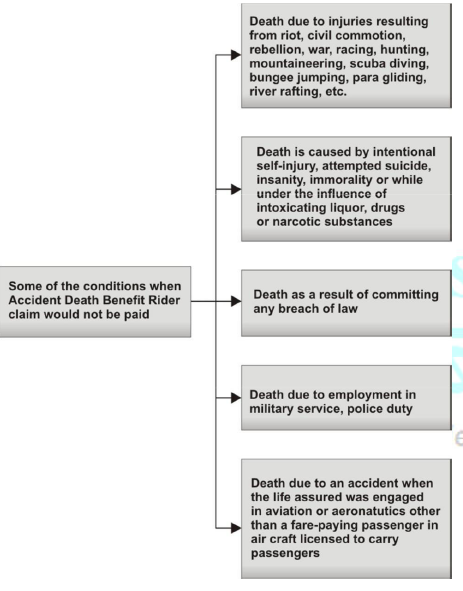 Death due to injuries resulting
from riot, civil commotion,
rebellion, war, racing, hunting,
mountaineering, scuba diving,
bungee jumping, para gliding,
river rafting, etc.
Death is caused by intentional
self-injury, attempted suicide,
insanity, immorality or while
under the influence of
intoxicating liquor, drugs
or narcotic substances
Some of the conditions when
Accident Death Benefit Rider
claim would not be paid
Death as a result of committing
any breach of law
Death due to employment in
military service, police duty
Death due to an accident when
the life assured was engaged
in aviation or aeronatutics other
than a fare-paying passenger in
air craft licensed to carry
passengers